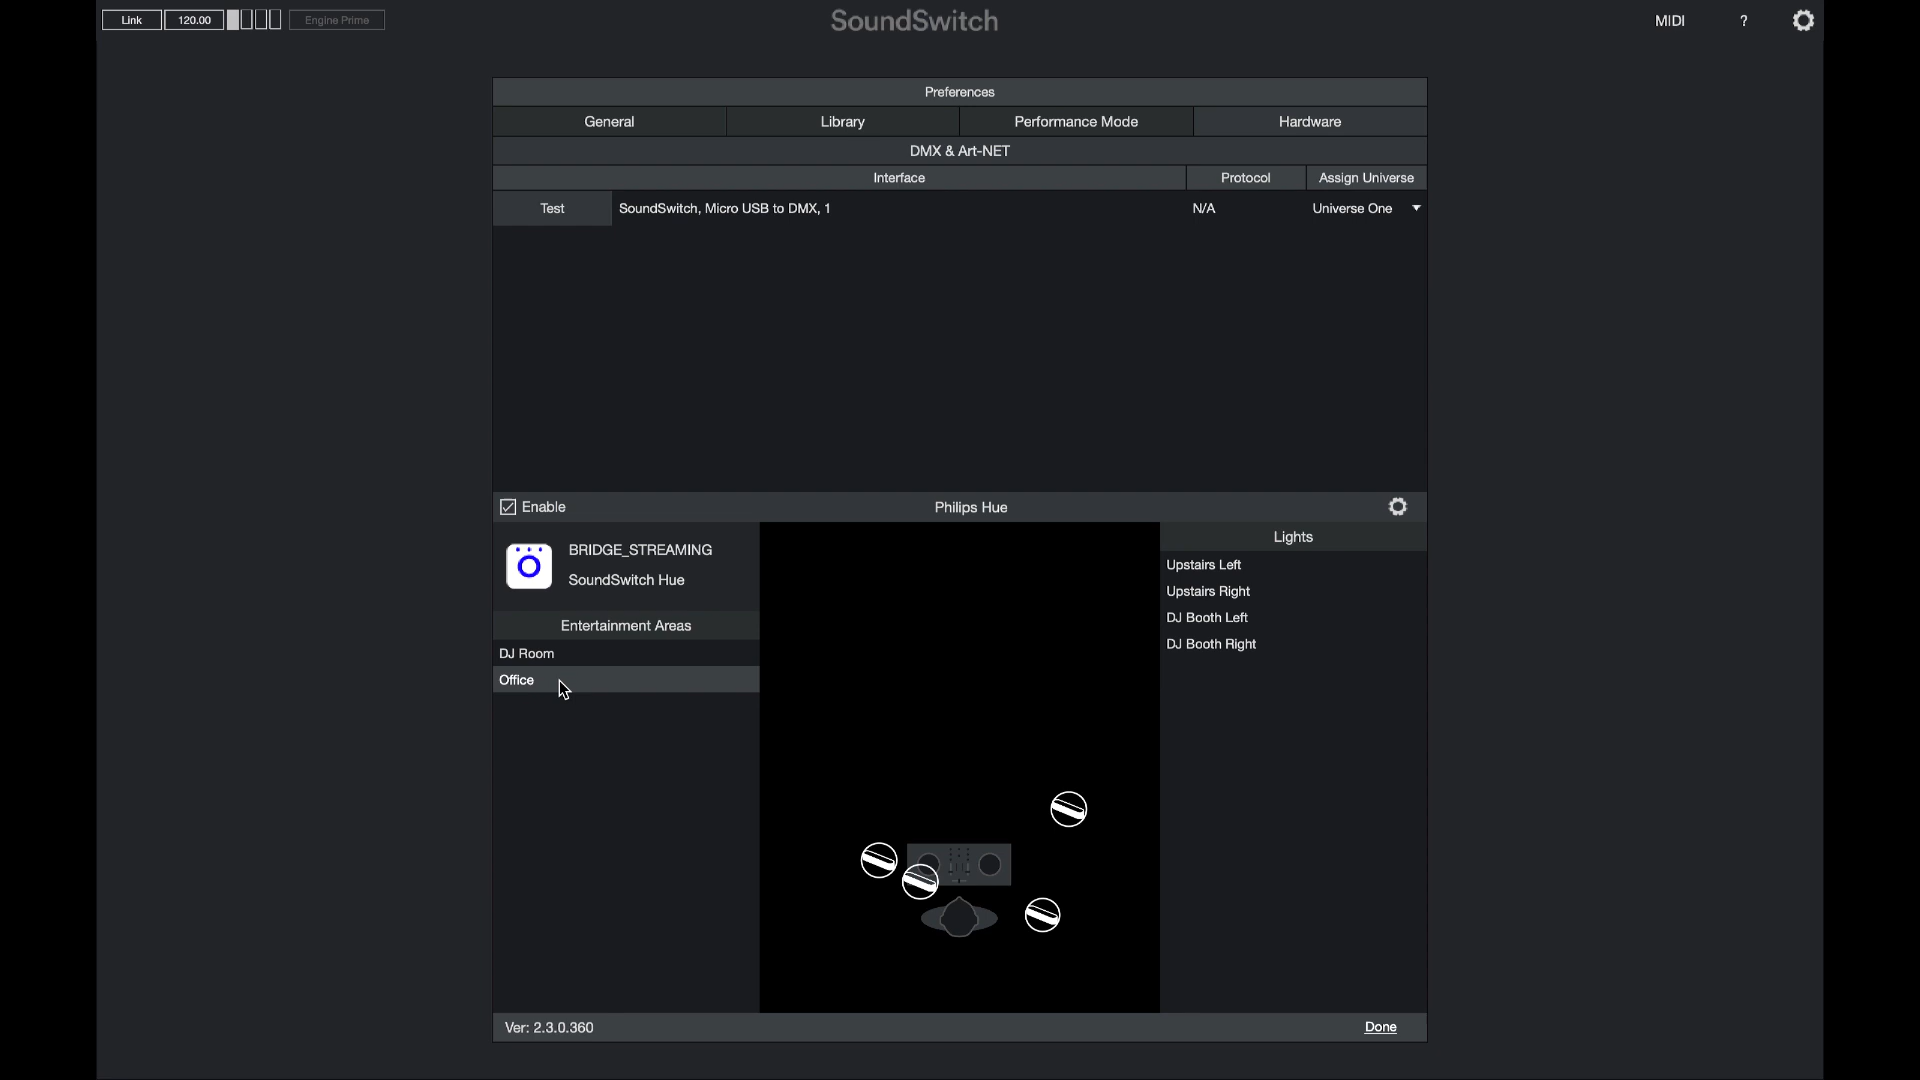 Link
120.00
Engine Prime
SoundSwitch
MIDI
?
Preferences
General
Library
Performance Mode
Hardware
DMX & Art-NET
Interface
Protocol
Assign Universe
Test
SoundSwitch, Micro USB to DMX, 1
N/A
Universe One
Enable
Philips Hue
BRIDGE_STREAMING
SoundSwitch Hue
Entertainment Areas
DJ Room
Office
Lights
Upstairs Left
Upstairs Right
DJ Booth Left
DJ Booth Right
Ver: 2.3.0.360
Done